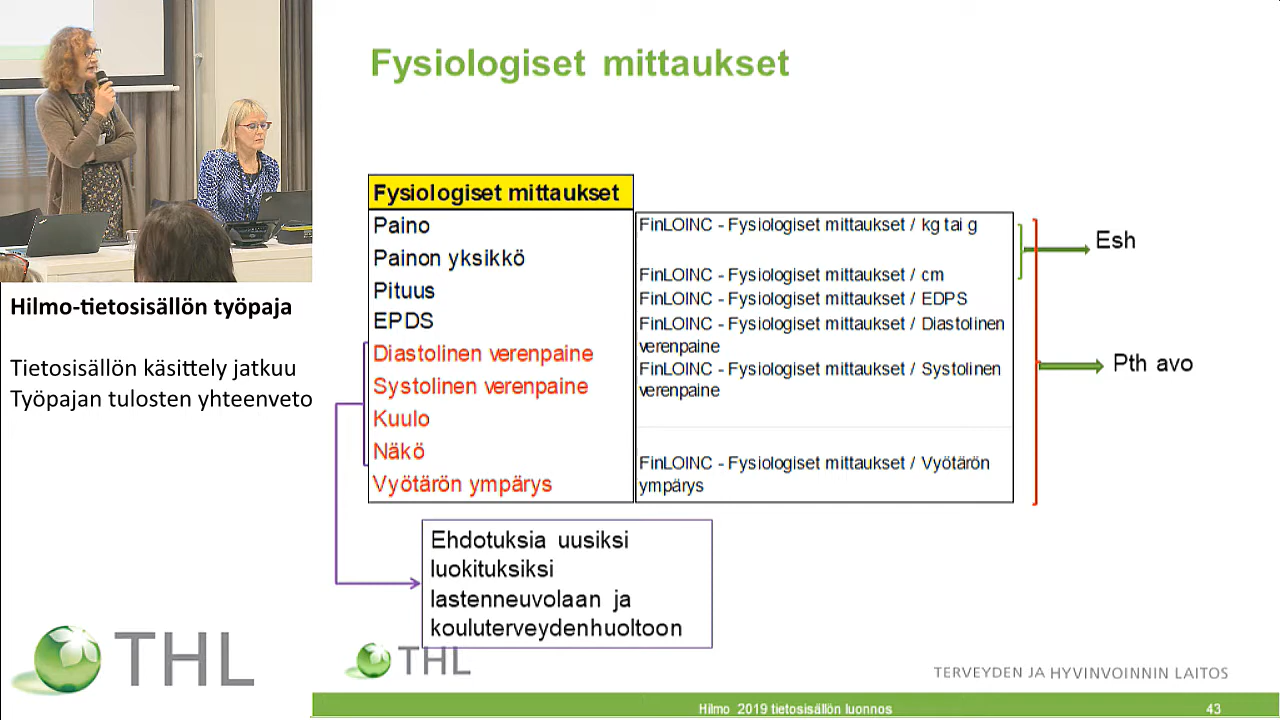 Fysiologiset mittaukset
Fysiologiset mittaukset
Paino
Painon yksikkö
Pituus
EPDS
Diastolinen verenpaine
Systolinen verenpaine
Kuulo
Näkö
Vyötärön ympärys
FinLOINC - Fysiologiset mittaukset / kg tai g
FinLOINC - Fysiologiset mittaukset / cm
FinLOINC - Fysiologiset mittaukset / EDPS
FinLOINC - Fysiologiset mittaukset / Diastolinen
verenpaine
FinLOINC - Fysiologiset mittaukset / Systolinen
verenpaine
FinLOINC - Fysiologiset mittaukset / Vyötärön
ympärys
Esh
Pth avo
Ehdotuksia uusiksi
luokituksiksi
lastenneuvolaan ja
kouluterveydenhuoltoon
Hilmo-tietosisällön työpaja
Tietosisällön käsittely jatkuu
Työpajan tulosten yhteenveto
THL
THL
TERVEYDEN JA HYVINVOINNIN LAITOS
Hilmo 2019 tietosisällön luonnos
43